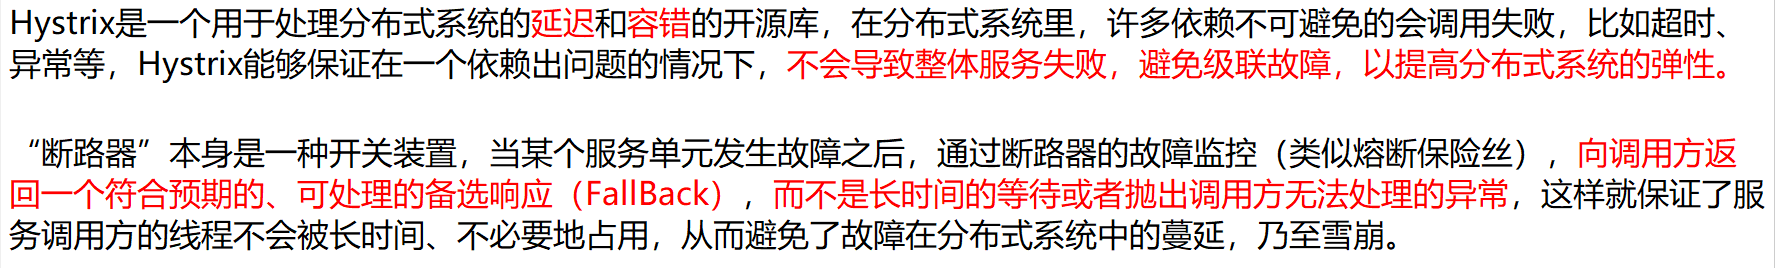 Hystrix是一个用于处理分布式系统的延迟和容错的开源库，在分布式系统里，许多依赖不可避免的会调用失败，比如超时、
异常等，Hystrix能够保证在一个依赖出问题的情况下，不会导致整体服务失败，避免级联故障，以提高分布式系统的弹性。
“断路器”本身是一种开关装置，当某个服务单元发生故障之后，通过断路器的故障监控（类似熔断保险丝），向调用方返
回一个符合预期的、可处理的备选响应（FallBack），而不是长时间的等待或者抛出调用方无法处理的异常，这样就保证了服
务调用方的线程不会被长时间、不必要地占用，从而避免了故障在分布式系统中的蔓延，乃至雪崩。